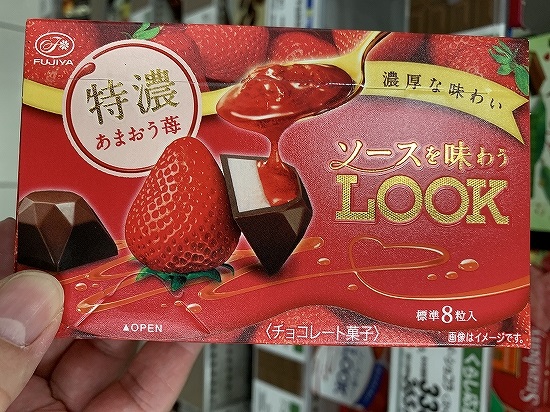 FUJIYA
特濃
あまおう苺
濃厚な味わい
ソースを味わう
LOOK
標準8粒入
▲OPEN
〈チョコレート菓子〉
画像はイメージです。
LOOK
Strawberry